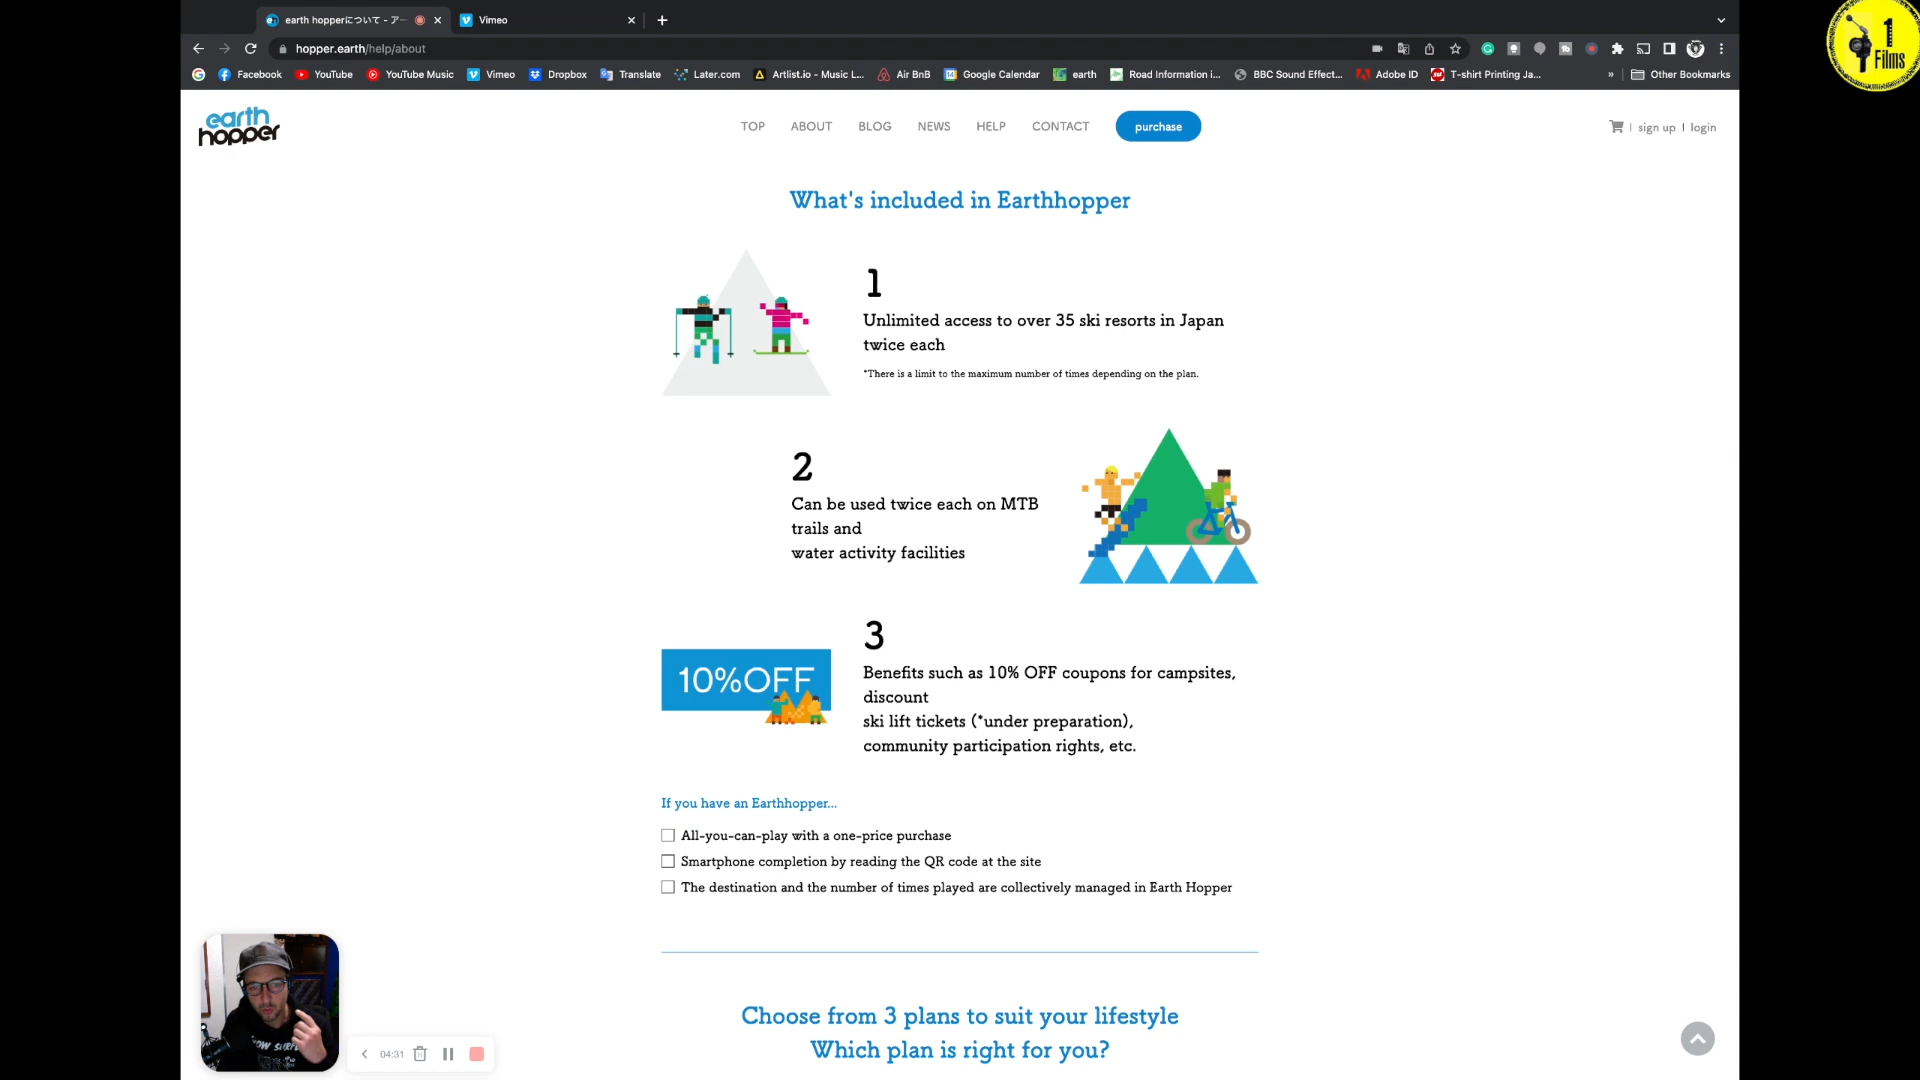 earth hopperについて - アー
Vimeo
hopper.earth/help/about
Facebook YouTube YouTube Music Vimeo Dropbox Translate Later.com Artlist.io - Music L... Air BnB Google Calendar earth Road Information i... BBC Sound Effect... Adobe ID T-shirt Printing Ja... » Other Bookmarks
1
Films
earth
hopper
TOP ABOUT BLOG NEWS HELP CONTACT purchase
sign up | login
What's included in Earthhopper
1
Unlimited access to over 35 ski resorts in Japan
twice each
*There is a limit to the maximum number of times depending on the plan.
2
Can be used twice each on MTB
trails and
water activity facilities
10%OFF
3
Benefits such as 10% OFF coupons for campsites,
discount
ski lift tickets (*under preparation),
community participation rights, etc.
If you have an Earthhopper...
All-you-can-play with a one-price purchase
Smartphone completion by reading the QR code at the site
The destination and the number of times played are collectively managed in Earth Hopper
04:31
Choose from 3 plans to suit your lifestyle
Which plan is right for you?